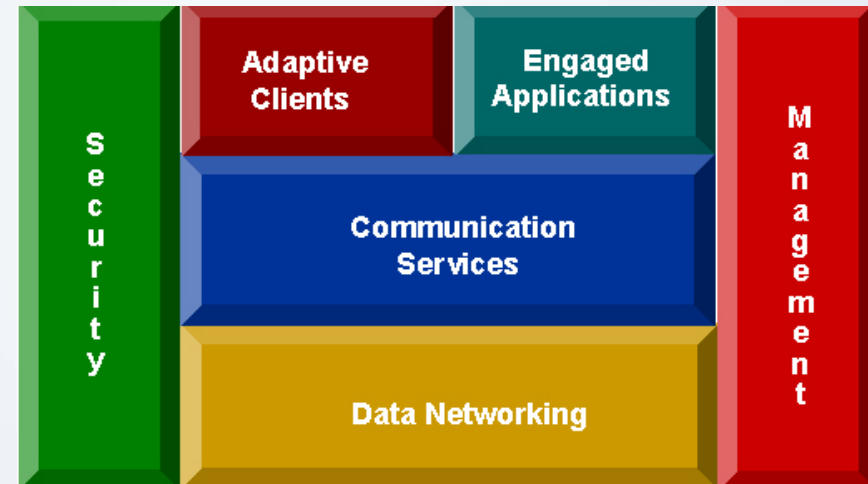 Security
Adaptive
Clients
Engaged
Applications
Communication
Services
Data Networking
Management